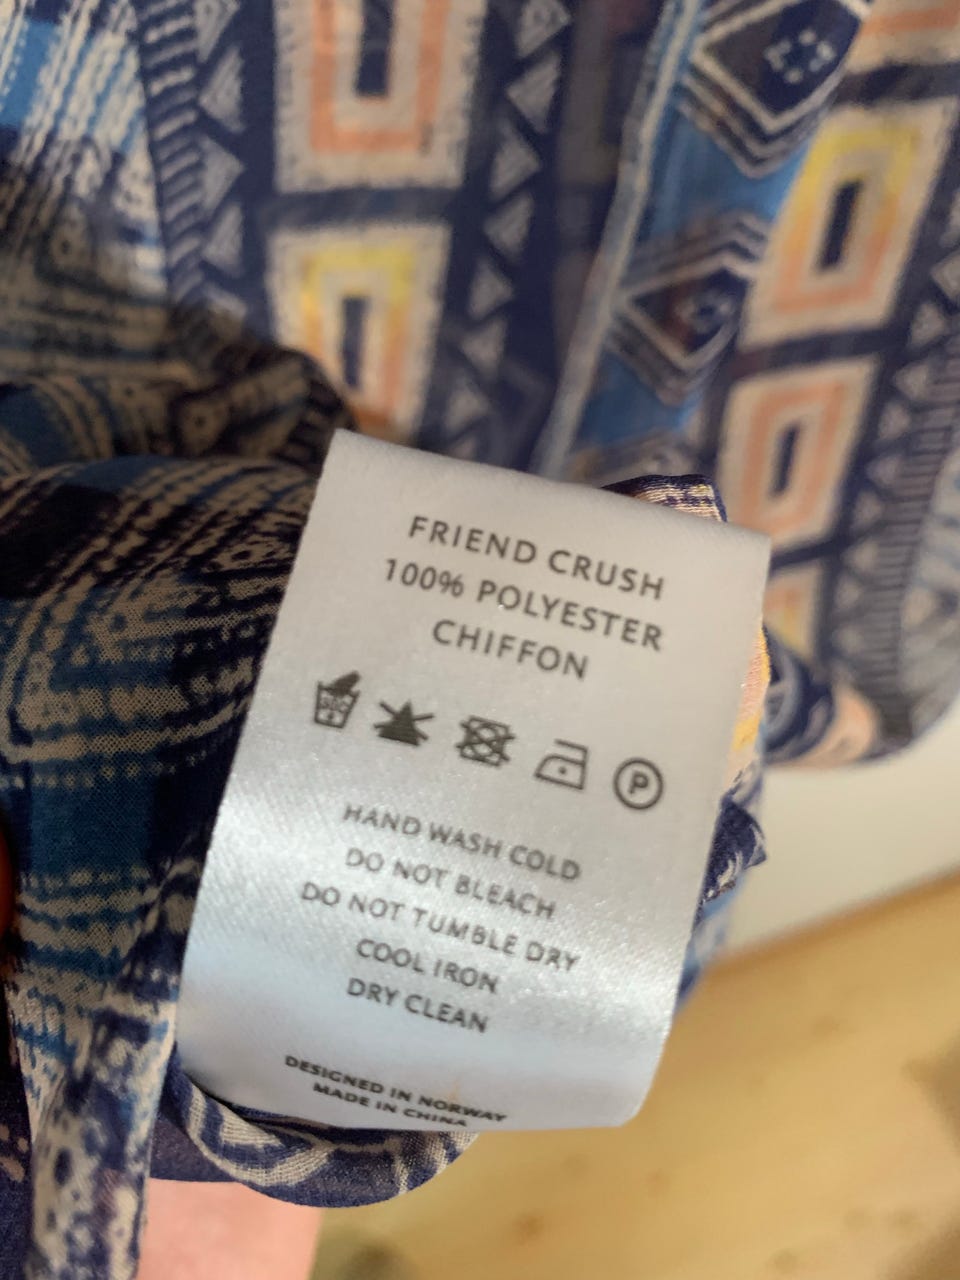 FRIEND CRUSH
100% POLYESTER
CHIFFON
P
HAND WASH COLD
DO NOT BLEACH
DO NOT TUMBLE DRY
COOL IRON
DRY CLEAN
DESIGNED IN NORWAY
MADE IN CHINA